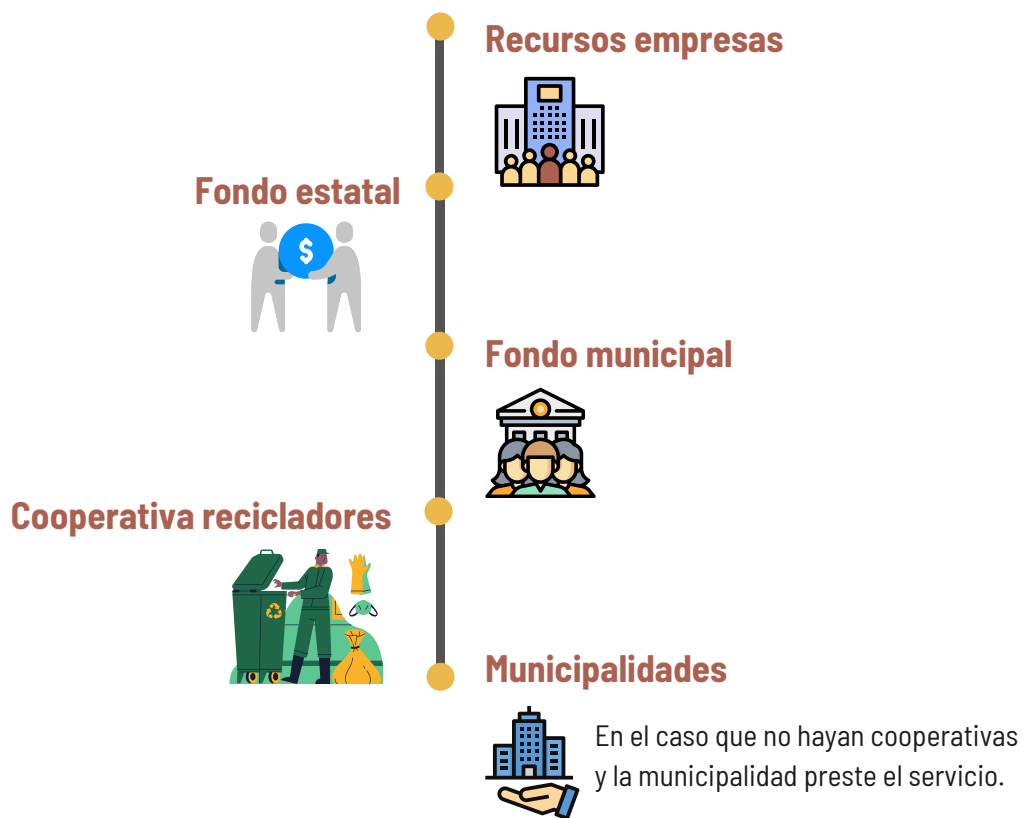 Recursos empresas
Fondo estatal
$
Fondo municipal
Cooperativa recicladores
Municipalidades
En el caso que no hayan cooperativas
y la municipalidad preste el servicio.